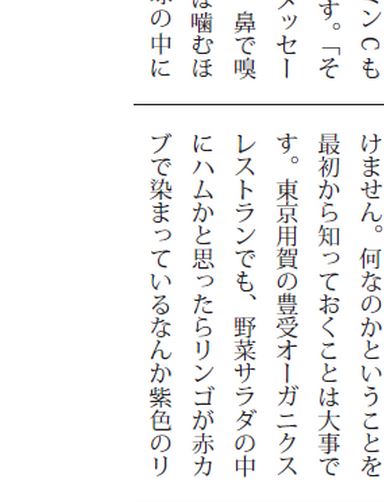 ミンCも
す。「そ
メッセー
鼻で嗅
は噛むほ
の中に
けません。何なのかということを
最初から知っておくことは大事で
す。東京用賀の豊受オーガニクス
レストランでも、野菜サラダの中
にハムかと思ったらリンゴが赤カ
ブで染まっているなんか紫色のリ